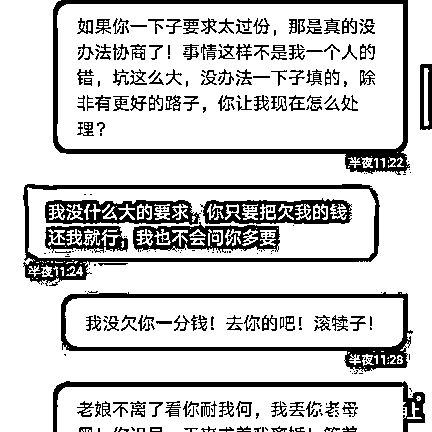 如果你一下子要求太过份，那是真的没
办法协商了！事情这样不是我一个人的
错，坑这么大，没办法一下子填的，除
非有更好的路子，你让我现在怎么处
理？
半夜11:22
我没什么大的要求，你只要把欠我的钱
还我就行，我也不会问你多要
半夜11:24
我没欠你一分钱！去你的吧！滚犊子！
半夜11:28
老娘不离了看你耐我何，我丢你老母